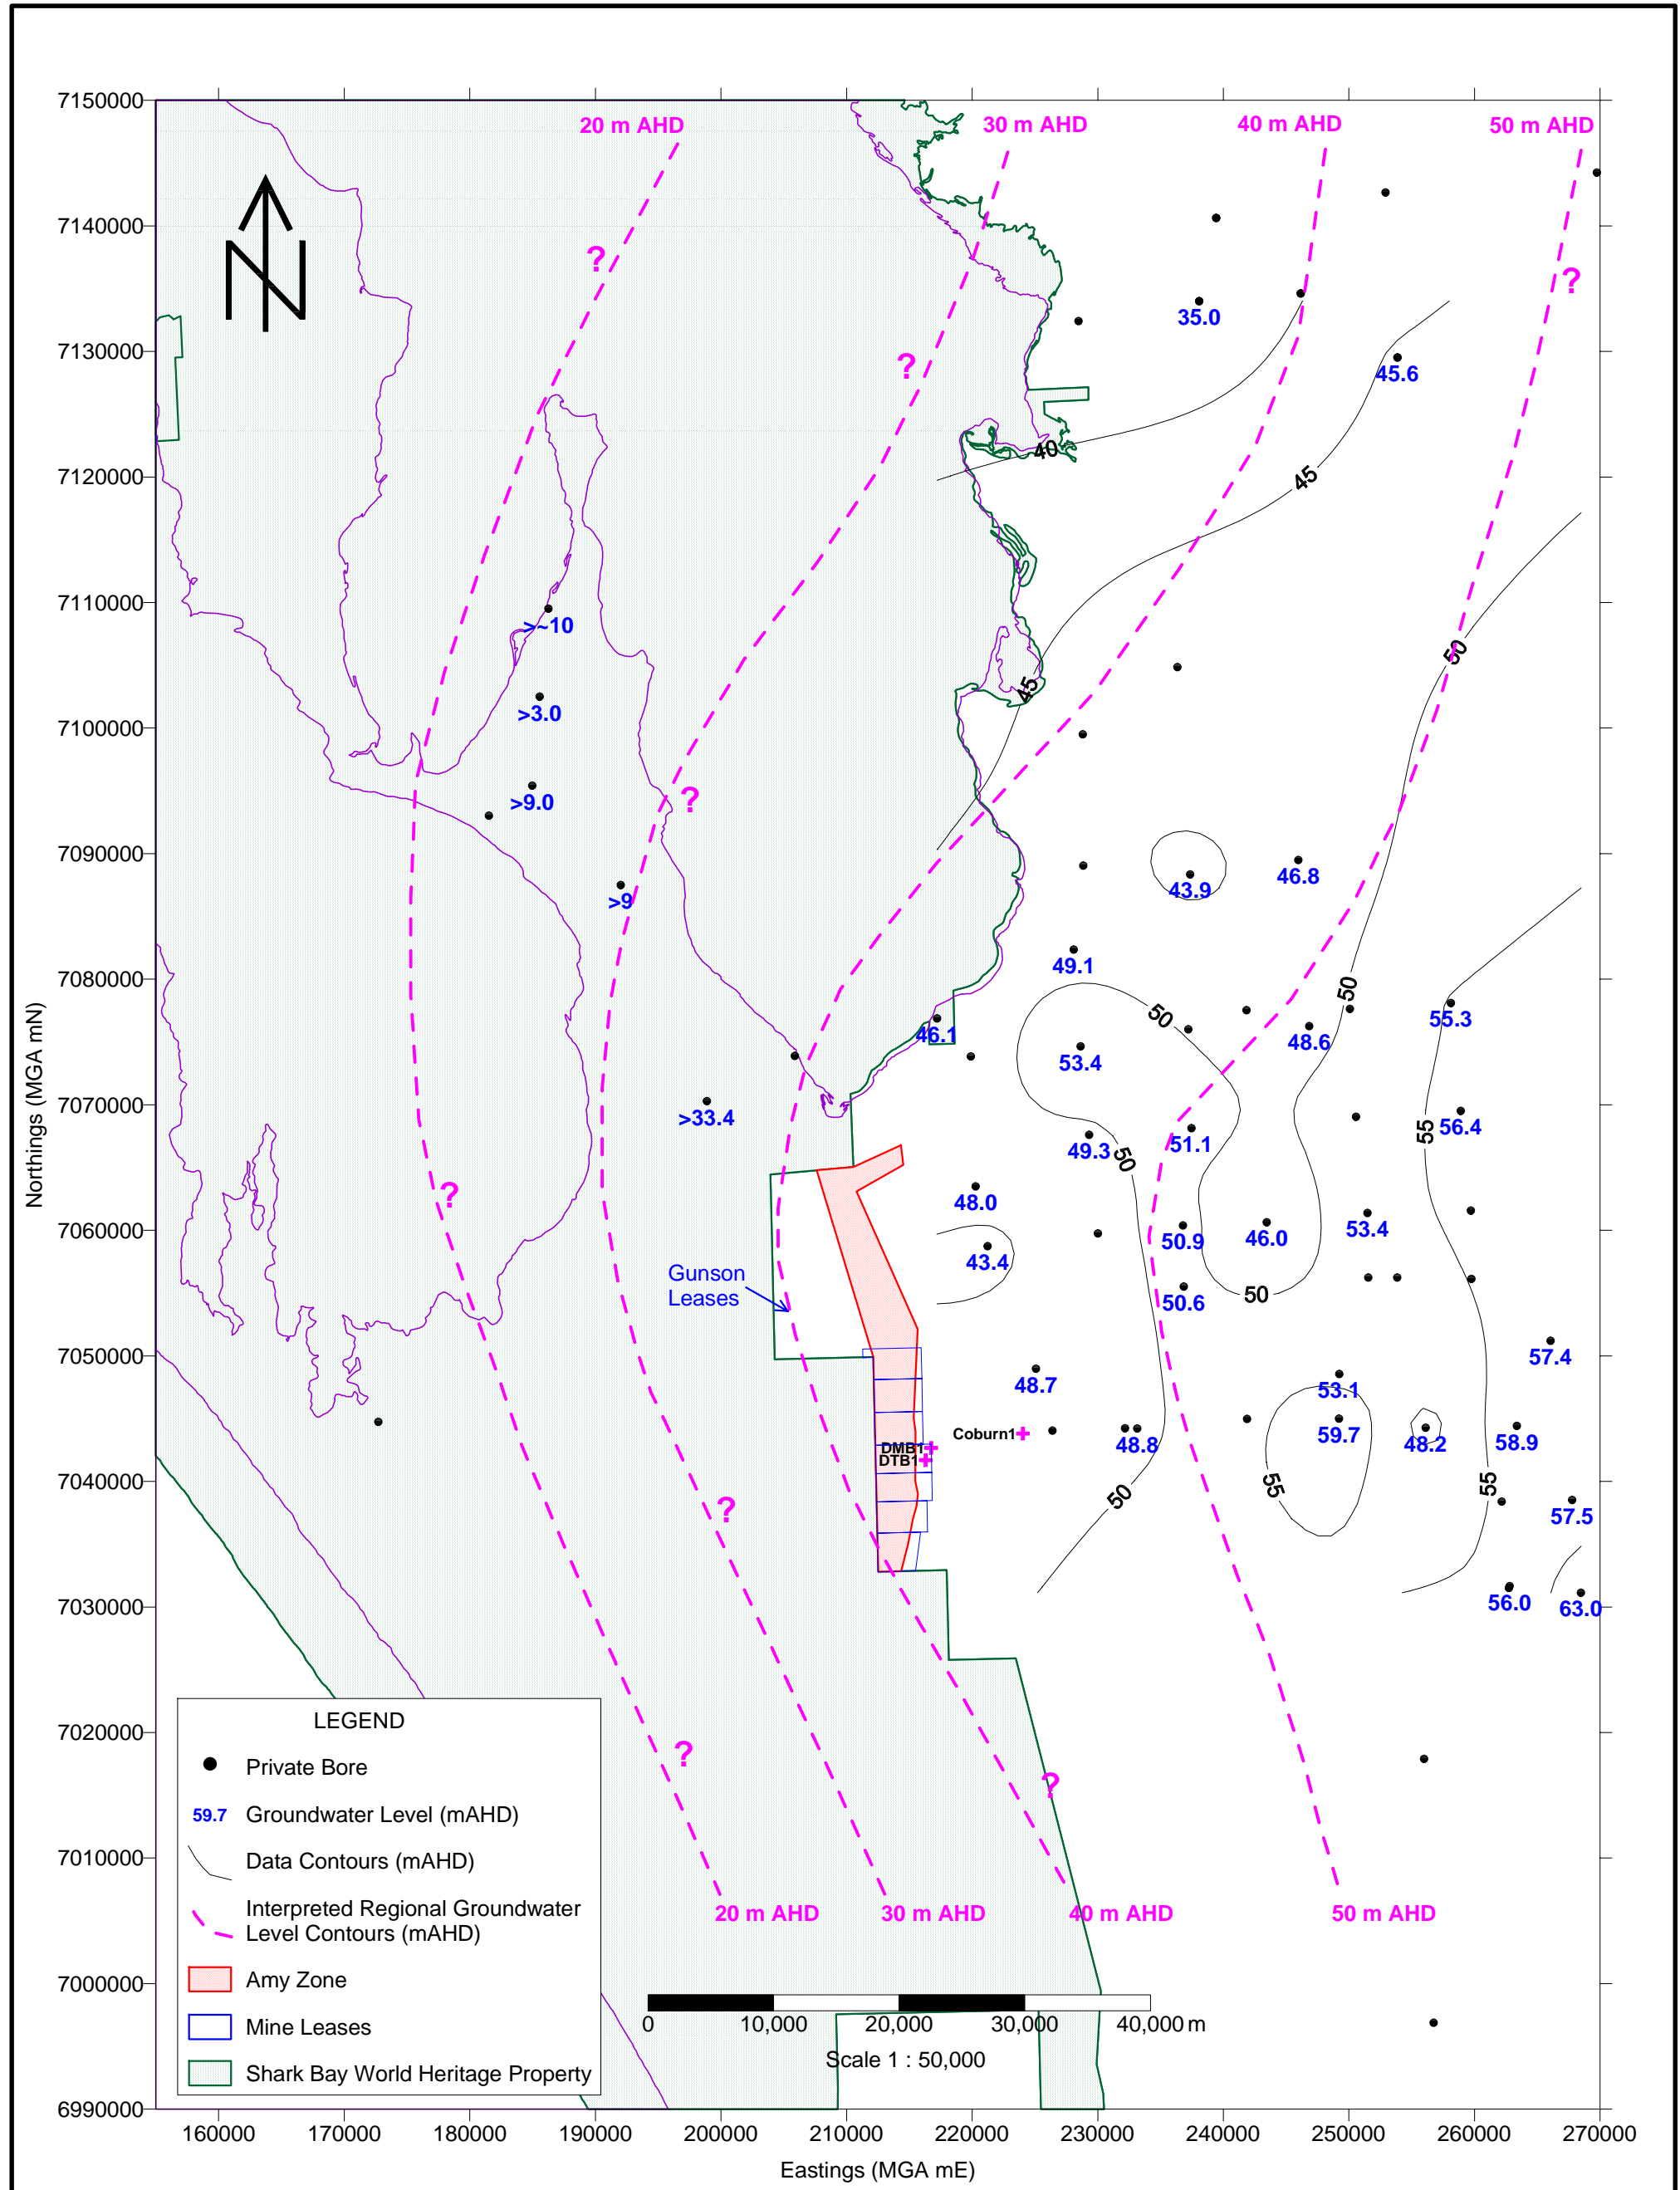 7150000
7140000
7130000
7120000
7110000
7100000
7090000
7080000
7070000
7060000
7050000
7040000
7030000
7020000
7010000
7000000
6990000
Northings (MGA mN)
20 m AHD
30 m AHD
40 m AHD
50 m AHD
N
?
?
?
35.0
45.6
40
45
>~10
50
45
>3.0
>9.0
?
>9
43.9
46.8
49.1
50
50
46.1
55.3
48.6
53.4
>33.4
56.4
55
49.3
51.1
50
?
48.0
50.9
46.0
53.4
43.4
Gunson
Leases
50
50.6
57.4
48.7
53.1
Coburn1
48.8
59.7
48.2
58.9
DMB1
DTB1
50
55
55
?
57.5
56.0
63.0
?
?
20 m AHD
30 m AHD
40 m AHD
50 m AHD
LEGEND
Private Bore
59.7 Groundwater Level (mAHD)
Data Contours (mAHD)
Interpreted Regional Groundwater
Level Contours (mAHD)
Amy Zone
Mine Leases
Shark Bay World Heritage Property
0 10,000 20,000 30,000 40,000 m
Scale 1 : 50,000
160000 170000 180000 190000 200000 210000 220000 230000 240000 250000 260000 270000
Eastings (MGA mE)